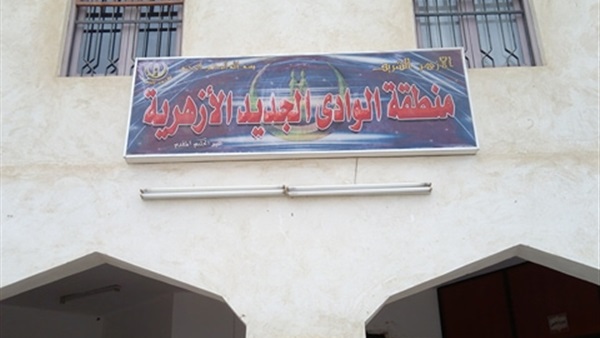 الأزهر الشريف
منطقة الوادى الجديد الأزهرية